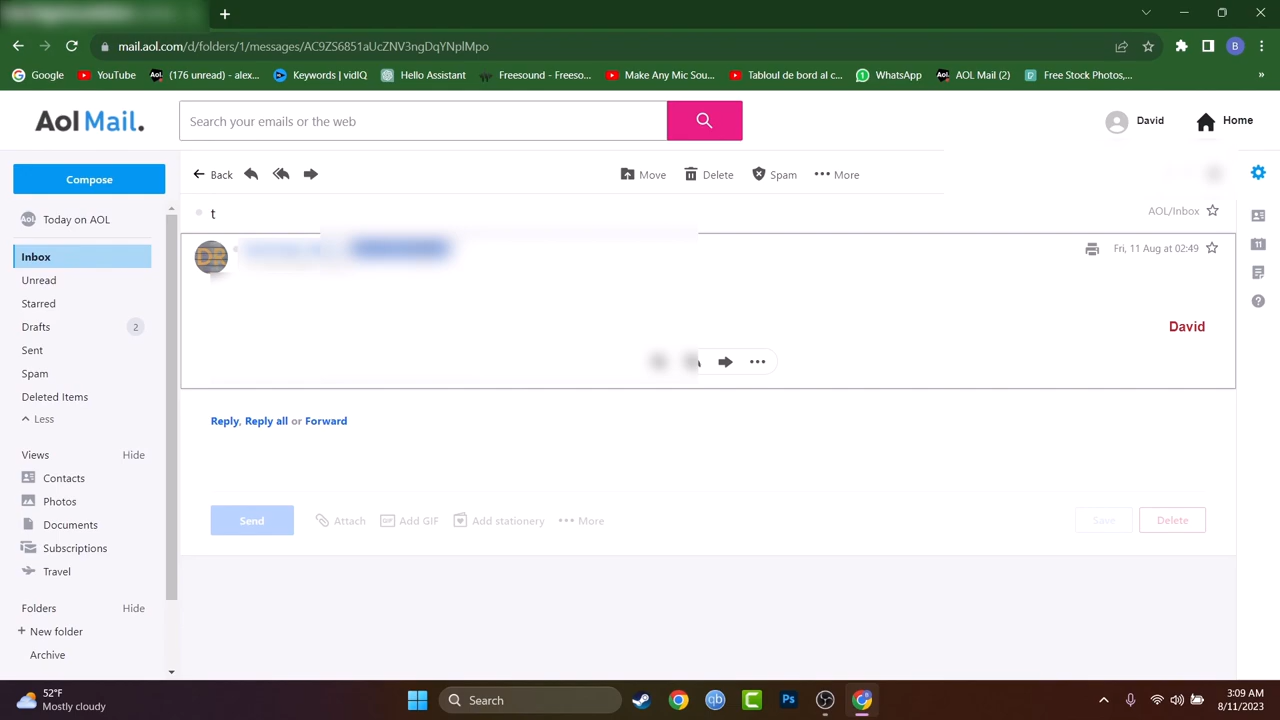 mail.aol.com/d/folders/1/messages/AC9ZS6851aUcZNV3ngDqYNplMpo
B
Google YouTube (176 unread) - alex... Keywords | vidIQ Hello Assistant Freesound - Freeso... Make Any Mic Sou... Tabloul de bord al c... WhatsApp AOL Mail (2) Free Stock Photos,... »
Aol Mail. Search your emails or the web David Home
Compose
Back Move Delete Spam More
Today on AOL
t AOL/Inbox
Inbox
Fri, 11 Aug at 02:49
Unread
Starred
Drafts 2
David
Sent
Spam
Deleted Items
Less
Reply, Reply all or Forward
Views Hide
Contacts
Photos
Send Attach GIF Add GIF Add stationery More Save Delete
Documents
Subscriptions
Travel
Folders Hide
+ New folder
Archive
11
52°F
Mostly cloudy
Search
qb
Ps
3:09 AM
8/11/2023